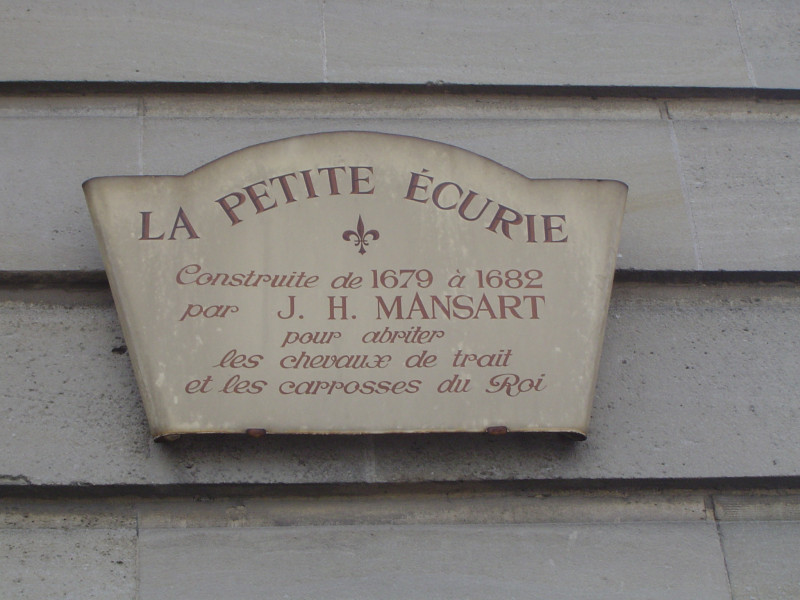 LA PETITE ÉCURIE
Construite de 1679 à 1682
par J. H. MANSART
pour abriter
les chevaux de trait
et les carrosses du Roi